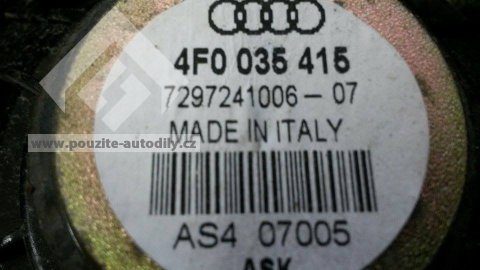 4F0 035 415
7297241006-07
MADE IN ITALY
www.pouzite-autodily.cz
AS4 07005
ASK